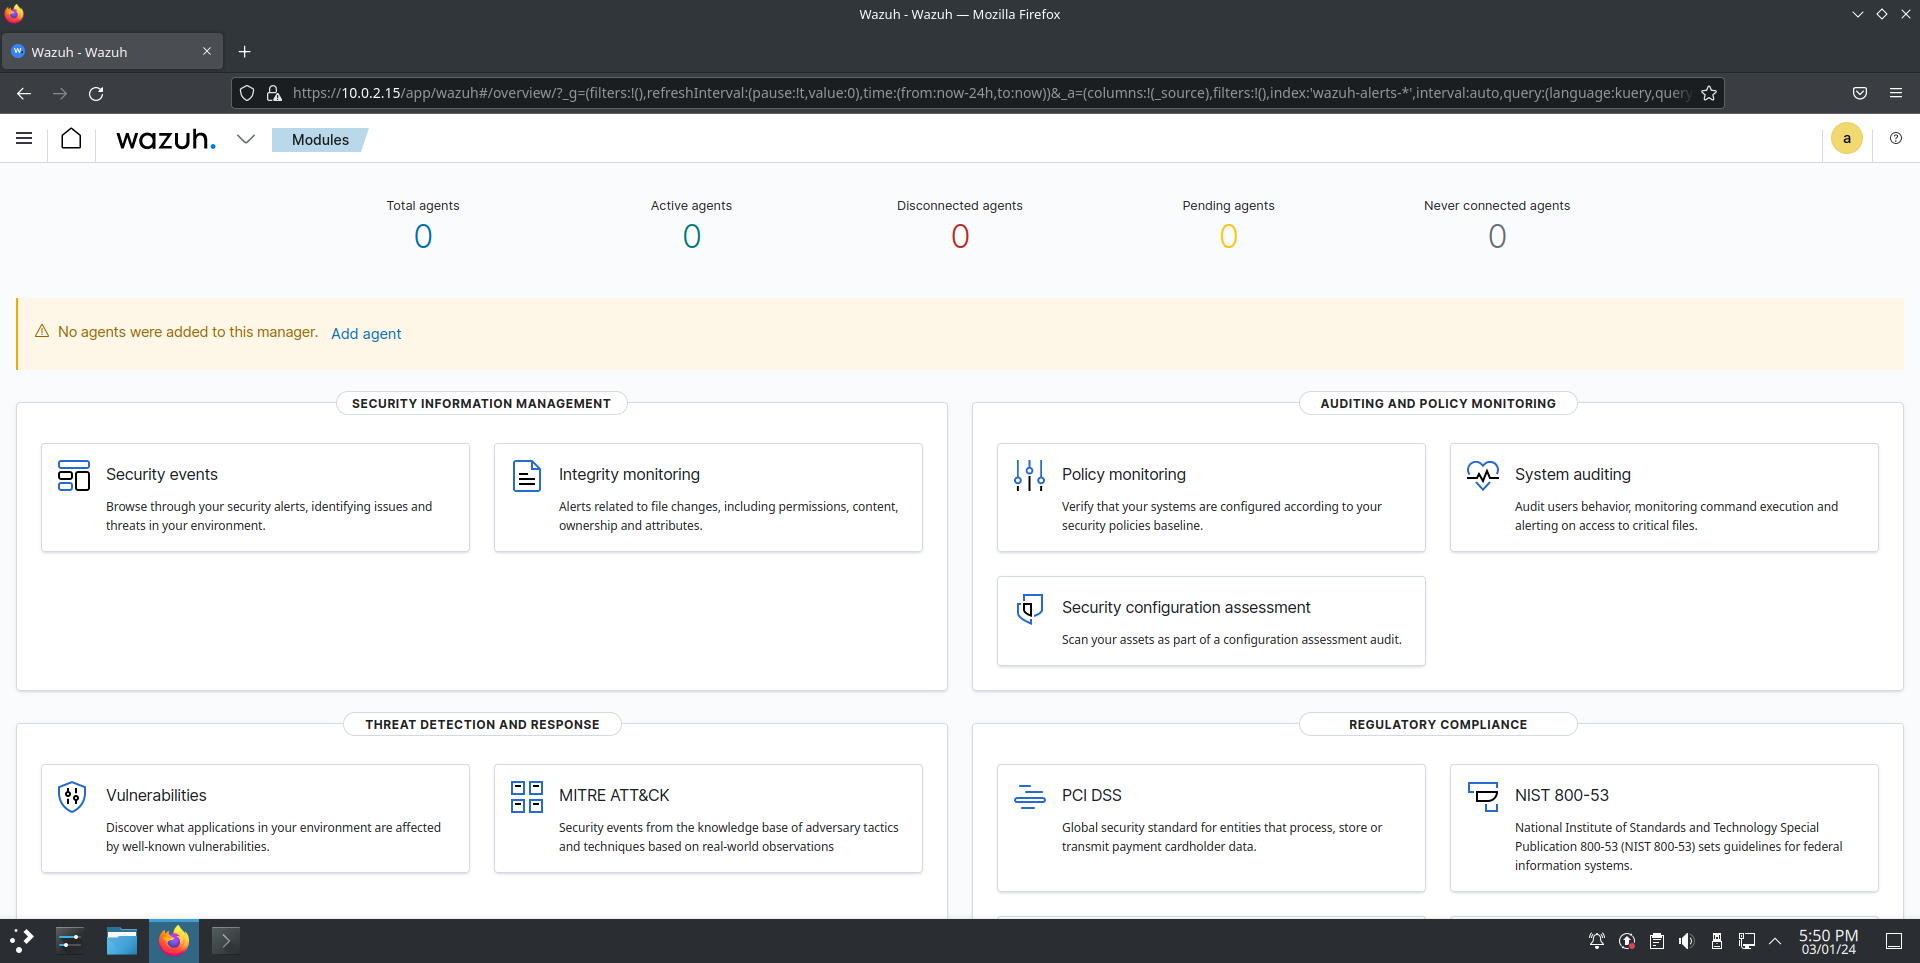 Wazuh - Wazuh — Mozilla Firefox
Wazuh - Wazuh
https://10.0.2.15/app/wazuh#/overview/?_g=(filters:!(),refreshInterval:(pause:!t,value:0),time:(from:now-24h,to:now))&_a=(columns:!(_source),filters:!(),index:'wazuh-alerts-*',interval:auto,query:(language:kuery,query
wazuh.
Modules
a
Total agents
0
Active agents
0
Disconnected agents
0
Pending agents
0
Never connected agents
0
No agents were added to this manager. Add agent
SECURITY INFORMATION MANAGEMENT
Security events
Browse through your security alerts, identifying issues and
threats in your environment.
Integrity monitoring
Alerts related to file changes, including permissions, content,
ownership and attributes.
AUDITING AND POLICY MONITORING
Policy monitoring
Verify that your systems are configured according to your
security policies baseline.
System auditing
Audit users behavior, monitoring command execution and
alerting on access to critical files.
Security configuration assessment
Scan your assets as part of a configuration assessment audit.
THREAT DETECTION AND RESPONSE
Vulnerabilities
Discover what applications in your environment are affected
by well-known vulnerabilities.
MITRE ATT&CK
Security events from the knowledge base of adversary tactics
and techniques based on real-world observations
REGULATORY COMPLIANCE
PCI DSS
Global security standard for entities that process, store or
transmit payment cardholder data.
NIST 800-53
National Institute of Standards and Technology Special
Publication 800-53 (NIST 800-53) sets guidelines for federal
information systems.
5:50 PM
03/01/24